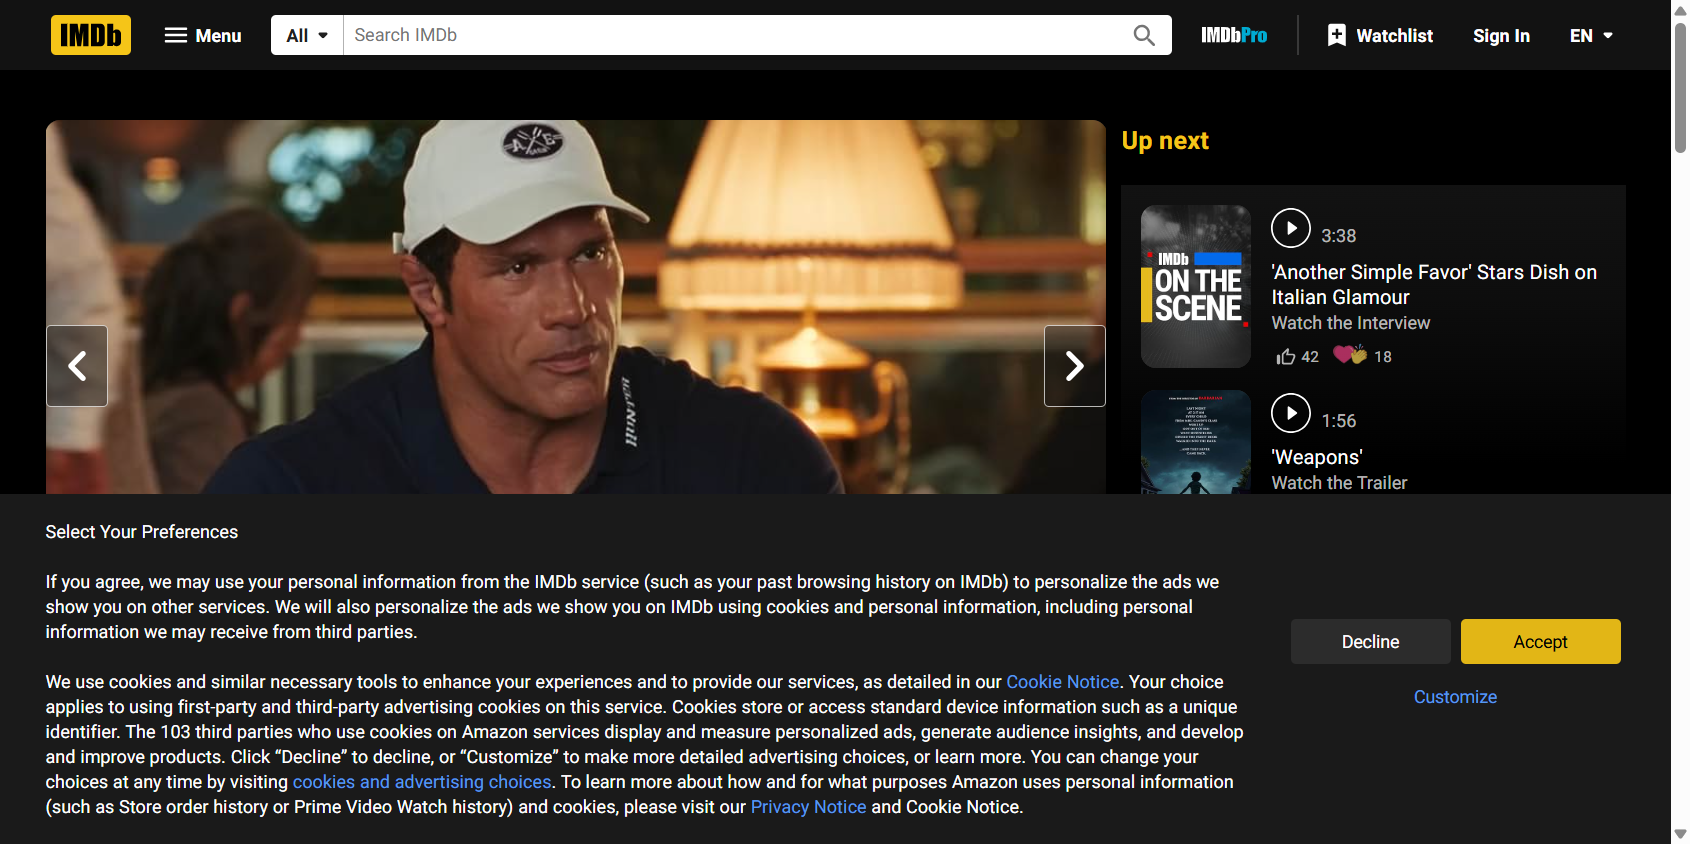 IMDb
Menu
All
Search IMDb
IMDbPro
Watchlist
Sign In
EN
Up next
IMDb
ON THE
SCENE
3:38
'Another Simple Favor' Stars Dish on
Italian Glamour
Watch the Interview
42
18
1:56
'Weapons'
Watch the Trailer
Select Your Preferences
If you agree, we may use your personal information from the IMDb service (such as your past browsing history on IMDb) to personalize the ads we
show you on other services. We will also personalize the ads we show you on IMDb using cookies and personal information, including personal
information we may receive from third parties.
We use cookies and similar necessary tools to enhance your experiences and to provide our services, as detailed in our Cookie Notice. Your choice
applies to using first-party and third-party advertising cookies on this service. Cookies store or access standard device information such as a unique
identifier. The 103 third parties who use cookies on Amazon services display and measure personalized ads, generate audience insights, and develop
and improve products. Click “Decline” to decline, or “Customize” to make more detailed advertising choices, or learn more. You can change your
choices at any time by visiting cookies and advertising choices. To learn more about how and for what purposes Amazon uses personal information
(such as Store order history or Prime Video Watch history) and cookies, please visit our Privacy Notice and Cookie Notice.
Decline
Accept
Customize